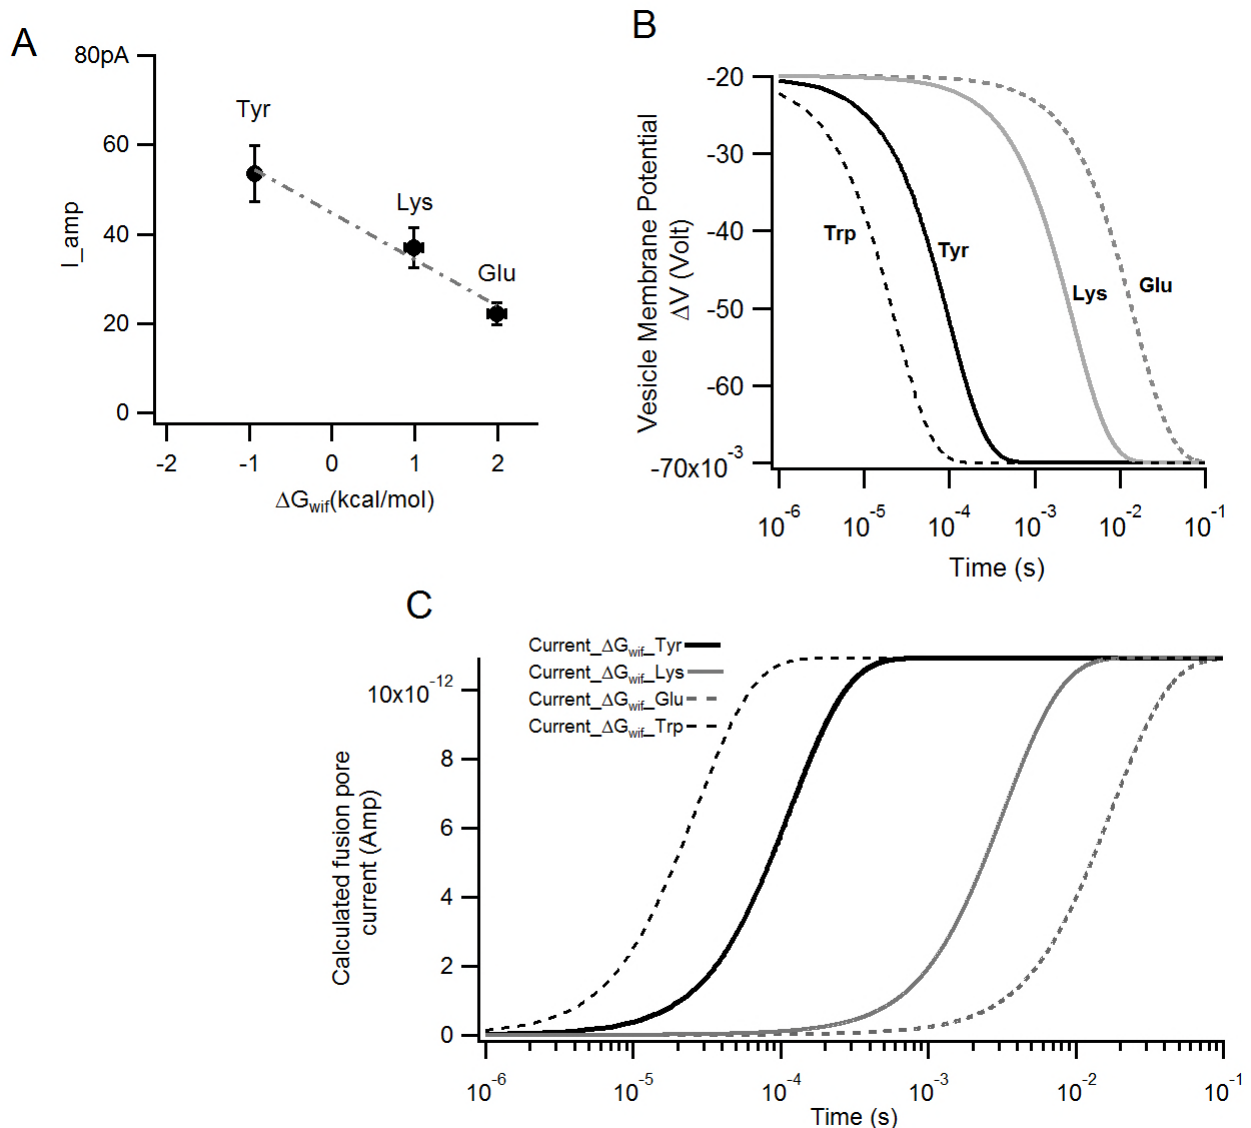 A
80pA
60
40
20
0
I_amp
Tyr
Lys
Glu
-2
-1
0
1
2
ΔGwif(kcal/mol)
B
-20
-30
-40
-50
-60
-70x10-3
Vesicle Membrane Potential
ΔV (Volt)
Trp
Tyr
Lys
Glu
10-6
10-5
10-4
10-3
10-2
10-1
Time (s)
C
Current_ΔGwif_Tyr
Current_ΔGwif_Lys
Current_ΔGwif_Glu
Current_ΔGwif_Trp
10x10-12
8
6
4
2
0
Calculated fusion pore
current (Amp)
10-6
10-5
10-4
10-3
10-2
10-1
Time (s)